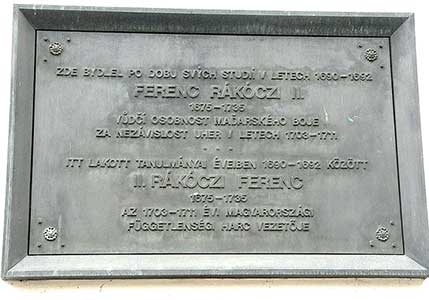 ZDE BYDLEL PO DOBU SVÝCH STUDIÍ V LETECH 1690-1692
FERENC RÁKÓCZI II.
1675-1735
VŮDČÍ OSOBNOST MAĎARSKÉHO BOJE
ZA NEZÁVISLOST UHER V LETECH 1703-1711
• • •
ITT LAKOTT TANULMÁNYAI ÉVEIBEN 1690-1692 KÖZÖTT
II. RÁKÓCZI FERENC
1675-1735
AZ 1703-1711 ÉVI MAGYARORSZÁGI
FÜGGETLENSÉGI HARC VEZETŐJE